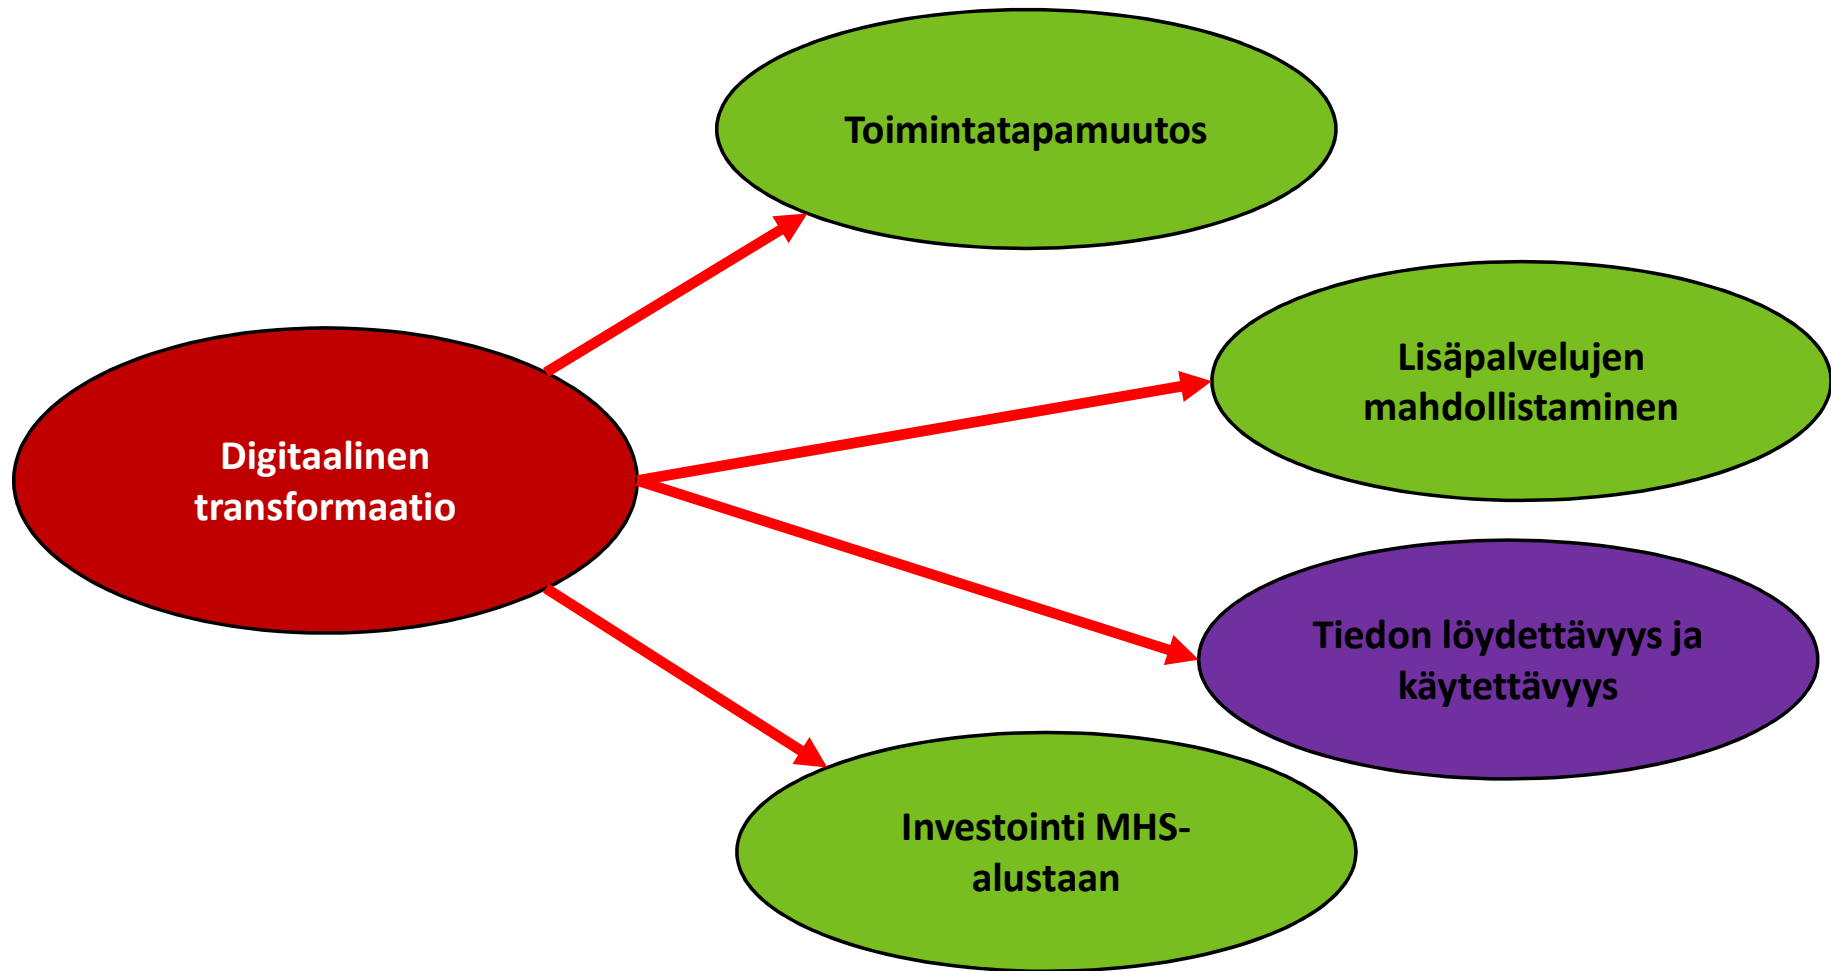 Toimintatapamuutos
Lisäpalvelujen
mahdollistaminen
Digitaalinen
transformaatio
Tiedon löydettävyys ja
käytettävyys
Investointi MHS-
alustaan